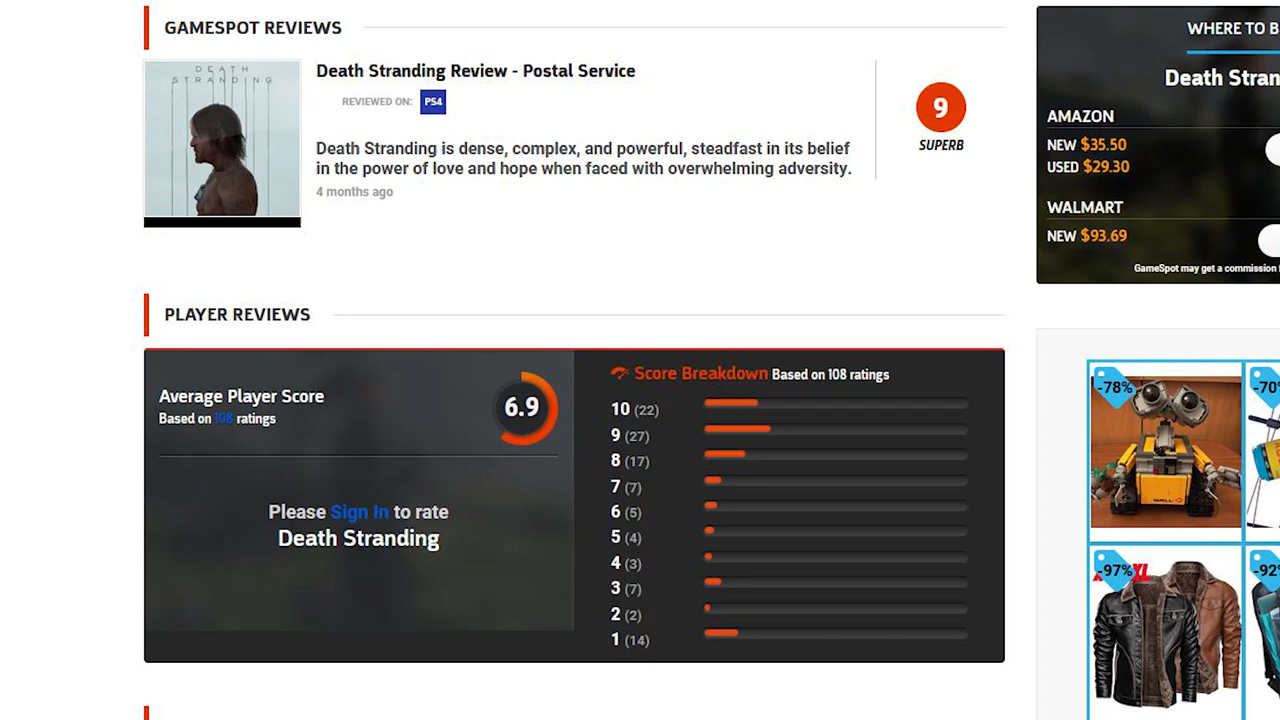 GAMESPOT REVIEWS
DEATH
STRANDING
Death Stranding Review - Postal Service
REVIEWED ON: PS4
Death Stranding is dense, complex, and powerful, steadfast in its belief
in the power of love and hope when faced with overwhelming adversity.
4 months ago
9
SUPERB
WHERE TO B
Death Stran
AMAZON
NEW $35.50
USED $29.30
WALMART
NEW $93.69
GameSpot may get a commission
PLAYER REVIEWS
Average Player Score
Based on 108 ratings
6.9
Please Sign In to rate
Death Stranding
Score Breakdown Based on 108 ratings
10 (22)
9 (27)
8 (17)
7 (7)
6 (5)
5 (4)
4 (3)
3 (7)
2 (2)
1 (14)
-78%
-70%
WALL
-97%
XL
-92%